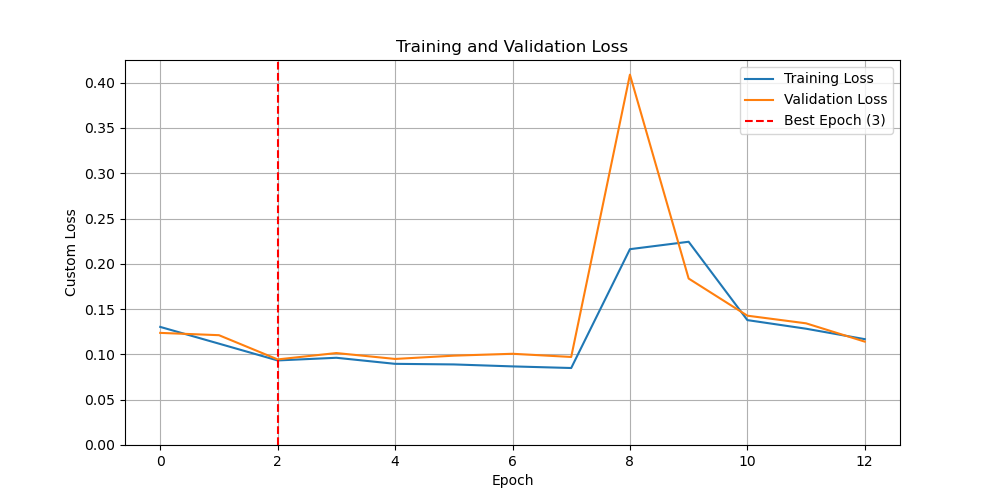 Training and Validation Loss
Training Loss
Validation Loss
Best Epoch (3)
Custom Loss
0.40
0.35
0.30
0.25
0.20
0.15
0.10
0.05
0.00
0 2 4 6 8 10 12
Epoch